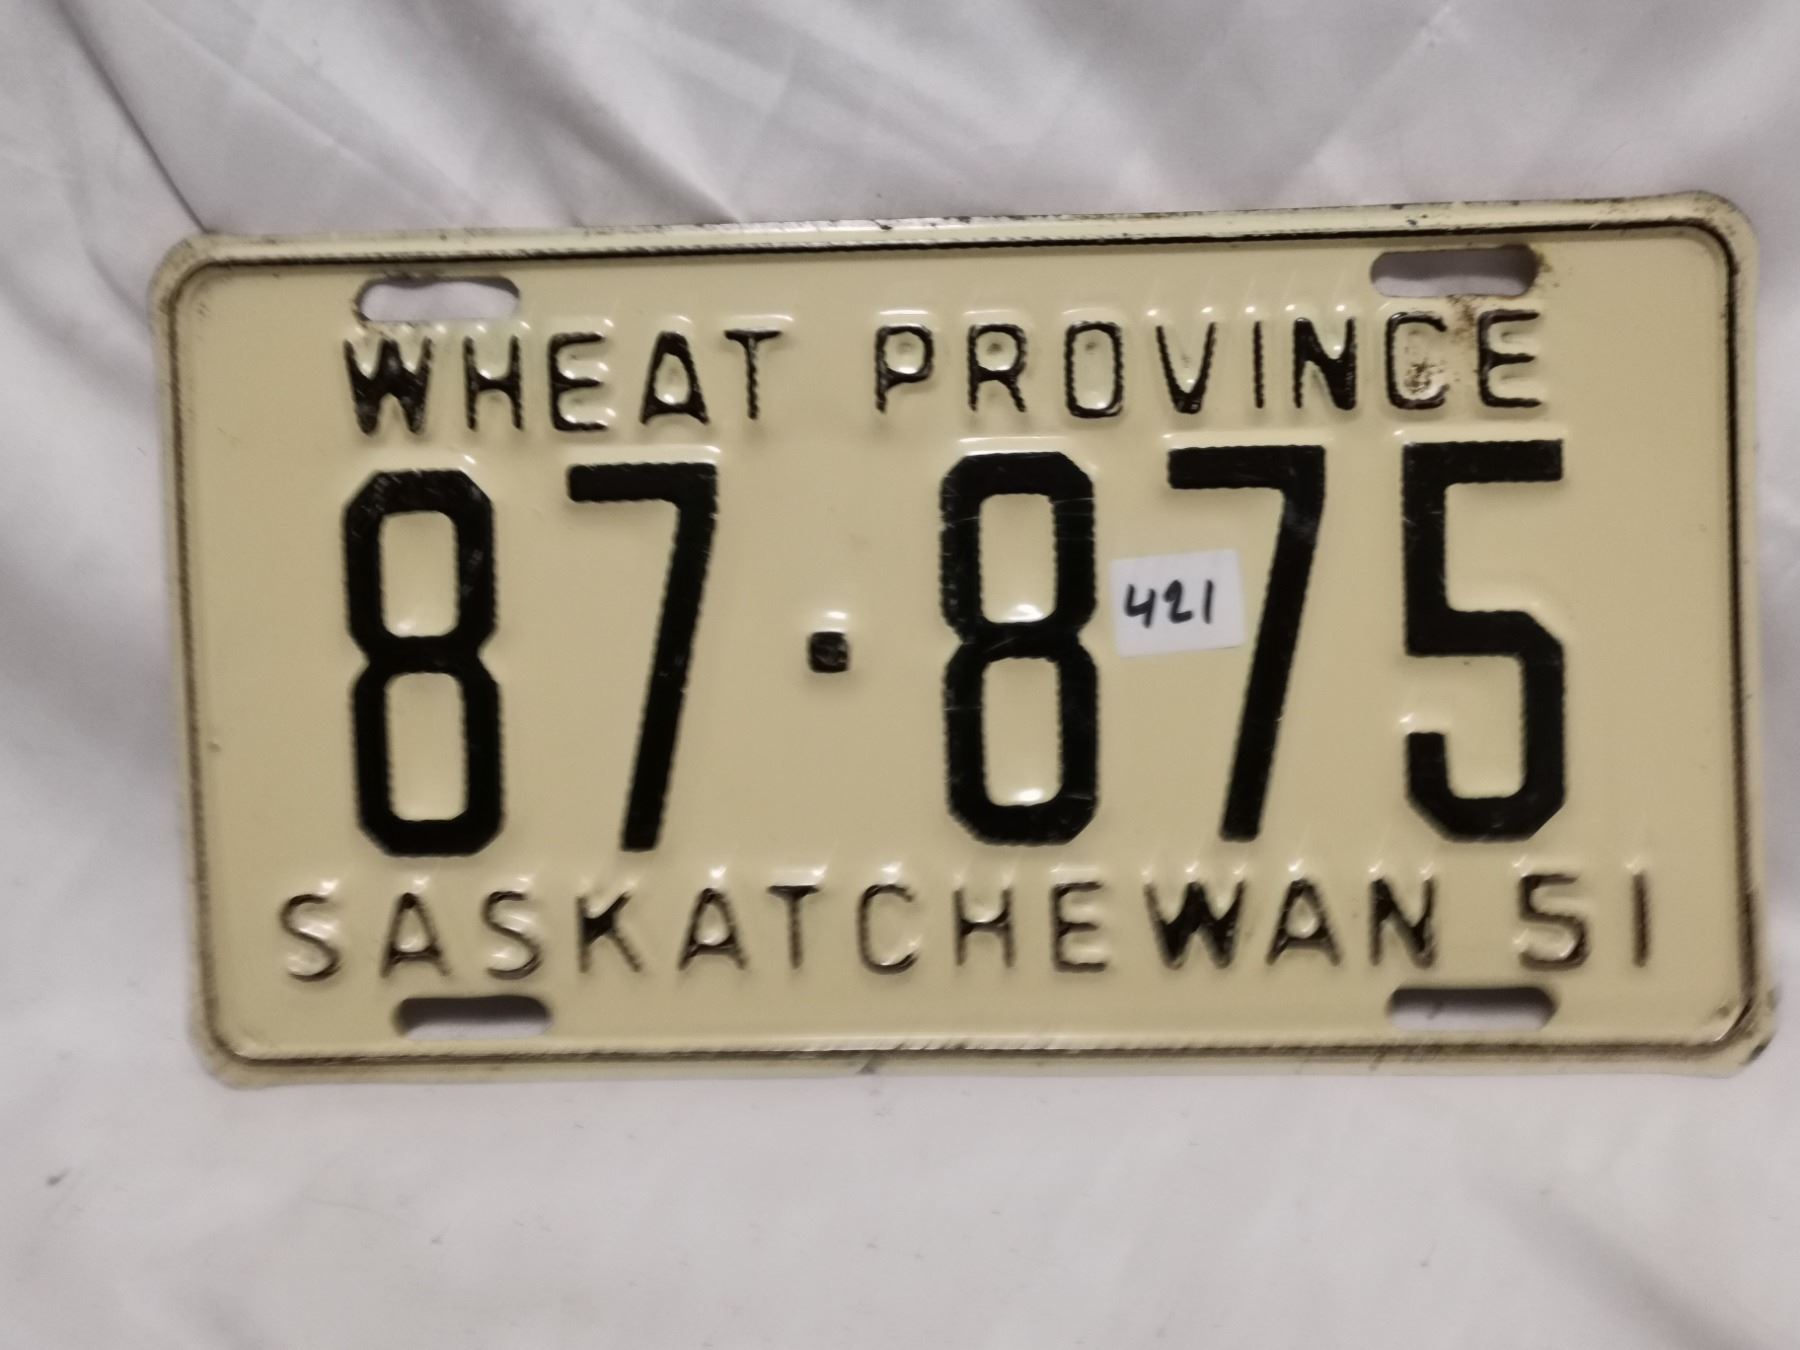 WHEAT PROVINCE
87·875
421
SASKATCHEWAN 51